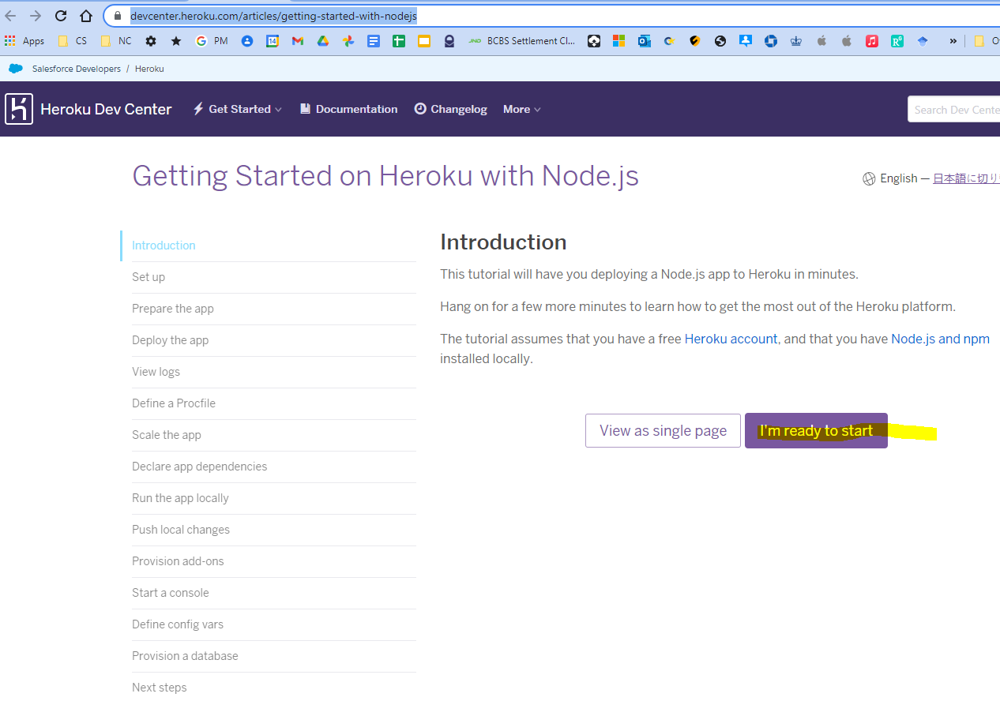 devcenter.heroku.com/articles/getting-started-with-nodejs
Apps CS NC PM 14 BCBS Settlement Cl... »
Salesforce Developers / Heroku
Heroku Dev Center Get Started Documentation Changelog More Search Dev Cente
Getting Started on Heroku with Node.js
English — 日本語に切り
Introduction
Set up
Prepare the app
Deploy the app
View logs
Define a Procfile
Scale the app
Declare app dependencies
Run the app locally
Push local changes
Provision add-ons
Start a console
Define config vars
Provision a database
Next steps
Introduction
This tutorial will have you deploying a Node.js app to Heroku in minutes.
Hang on for a few more minutes to learn how to get the most out of the Heroku platform.
The tutorial assumes that you have a free Heroku account, and that you have Node.js and npm
installed locally.
View as single page I'm ready to start